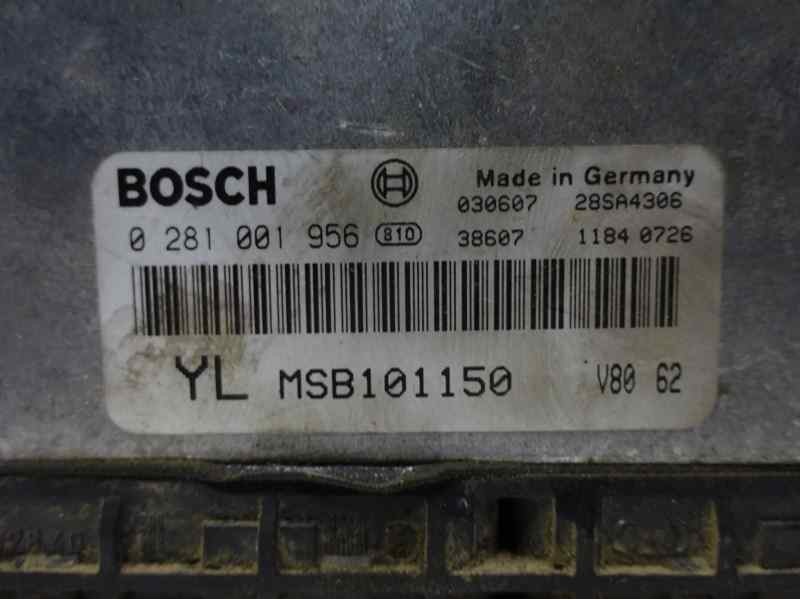 BOSCH
Made in Germany
030607 28SA4306
0 281 001 956 810 38607 1184 0726
YL MSB101150 V80 62